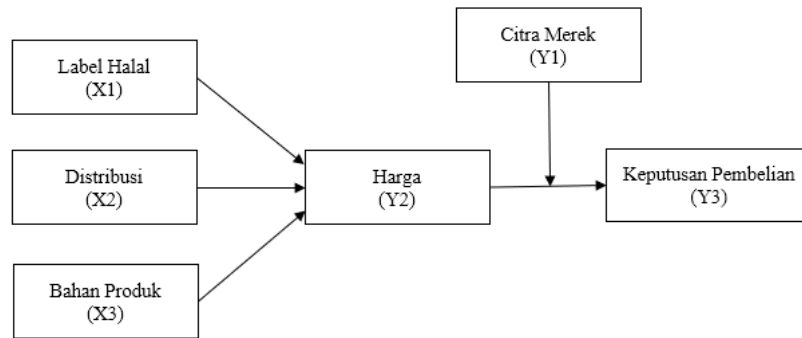 Citra Merek
(Y1)
Label Halal
(X1)
Distribusi
(X2)
Harga
(Y2)
Keputusan Pembelian
(Y3)
Bahan Produk
(X3)